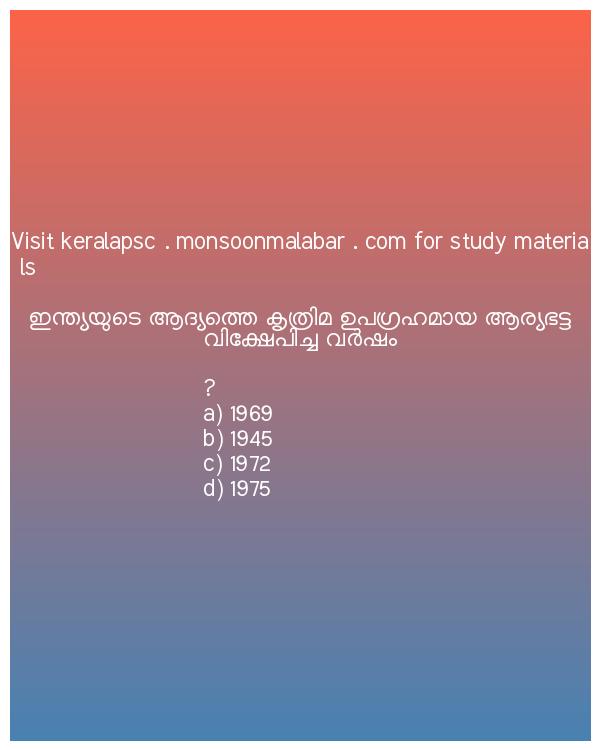 Visit keralapsc . monsoonmalabar . com for study materia
ls
ഇന്ത്യയുടെ ആദ്യത്തെ കൃത്രിമ ഉപഗ്രഹമായ ആര്യഭട്ട
വിക്ഷേപിച്ച വർഷം
?
a) 1969
b) 1945
c) 1972
d) 1975